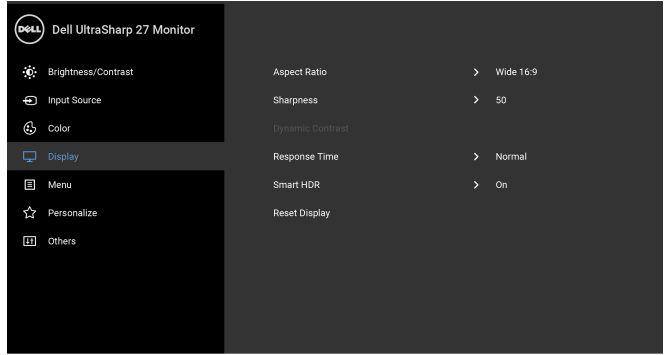 DELL Dell UltraSharp 27 Monitor
Brightness/Contrast Aspect Ratio Wide 16:9
Input Source Sharpness 50
Color Dynamic Contrast
Display Response Time Normal
Menu Smart HDR On
Personalize Reset Display
Others